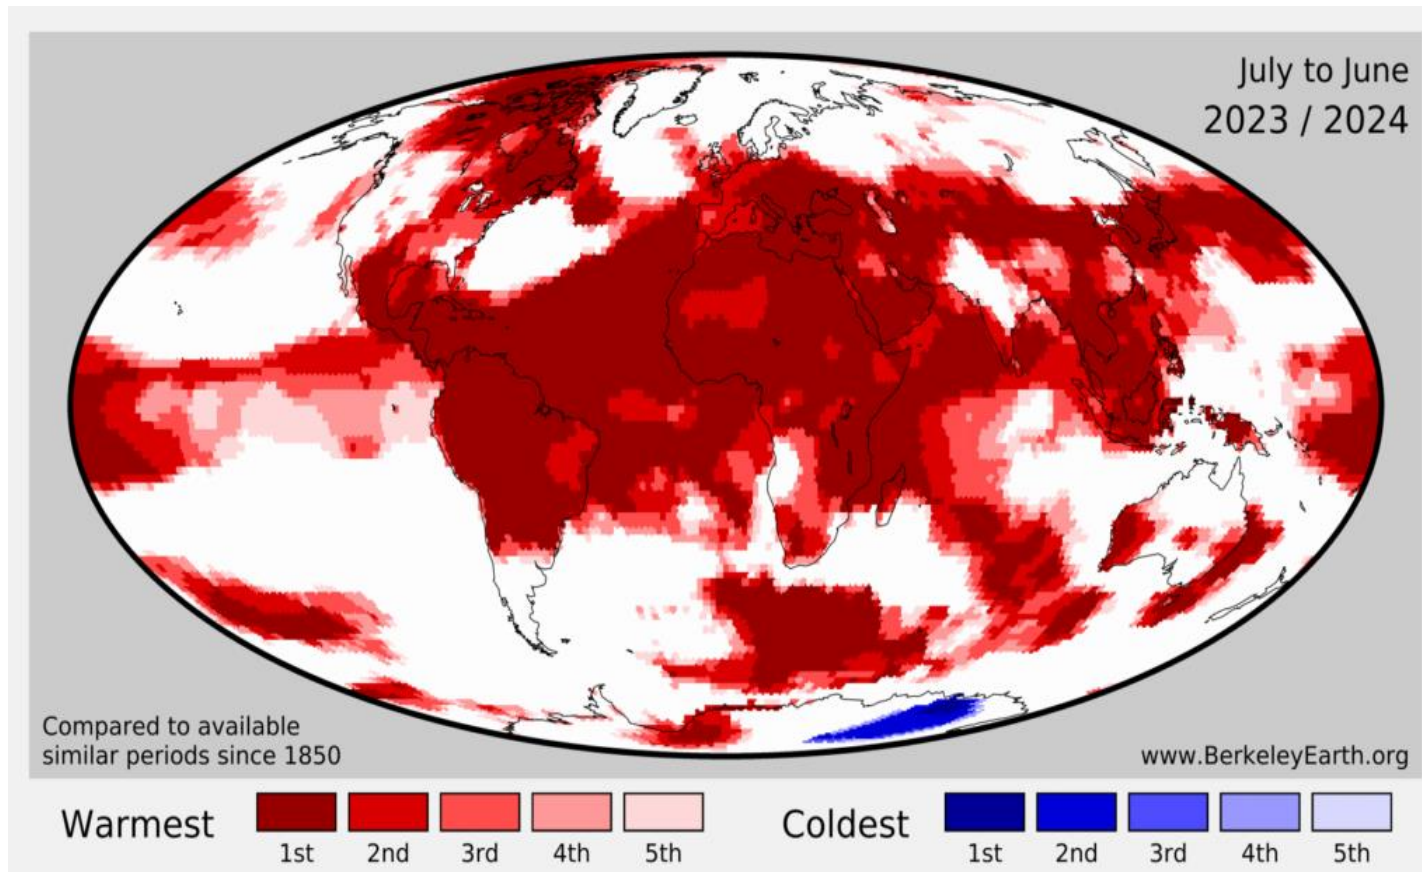 July to June
2023 / 2024
Compared to available
similar periods since 1850
www.BerkeleyEarth.org
Warmest
1st 2nd 3rd 4th 5th
Coldest
1st 2nd 3rd 4th 5th